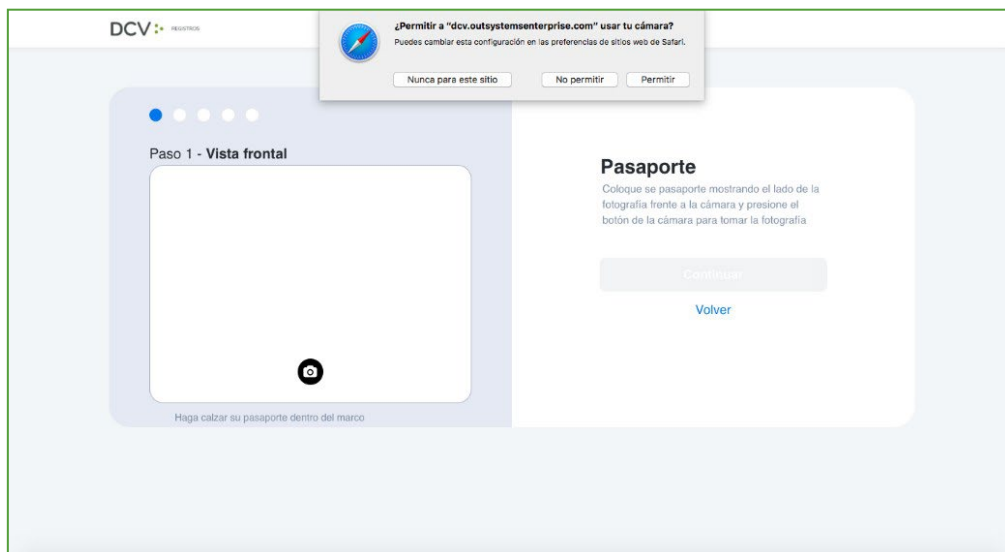 DCV REGISTROS
¿Permitir a "dcv.outsystemsenterprise.com" usar tu cámara?
Puedes cambiar esta configuración en las preferencias de sitios web de Safari.
Nunca para este sitio
No permitir
Permitir
Paso 1 - Vista frontal
Haga calzar su pasaporte dentro del marco
Pasaporte
Coloque se pasaporte mostrando el lado de la
fotografía frente a la cámara y presione el
botón de la cámara para tomar la fotografía
Continuar
Volver